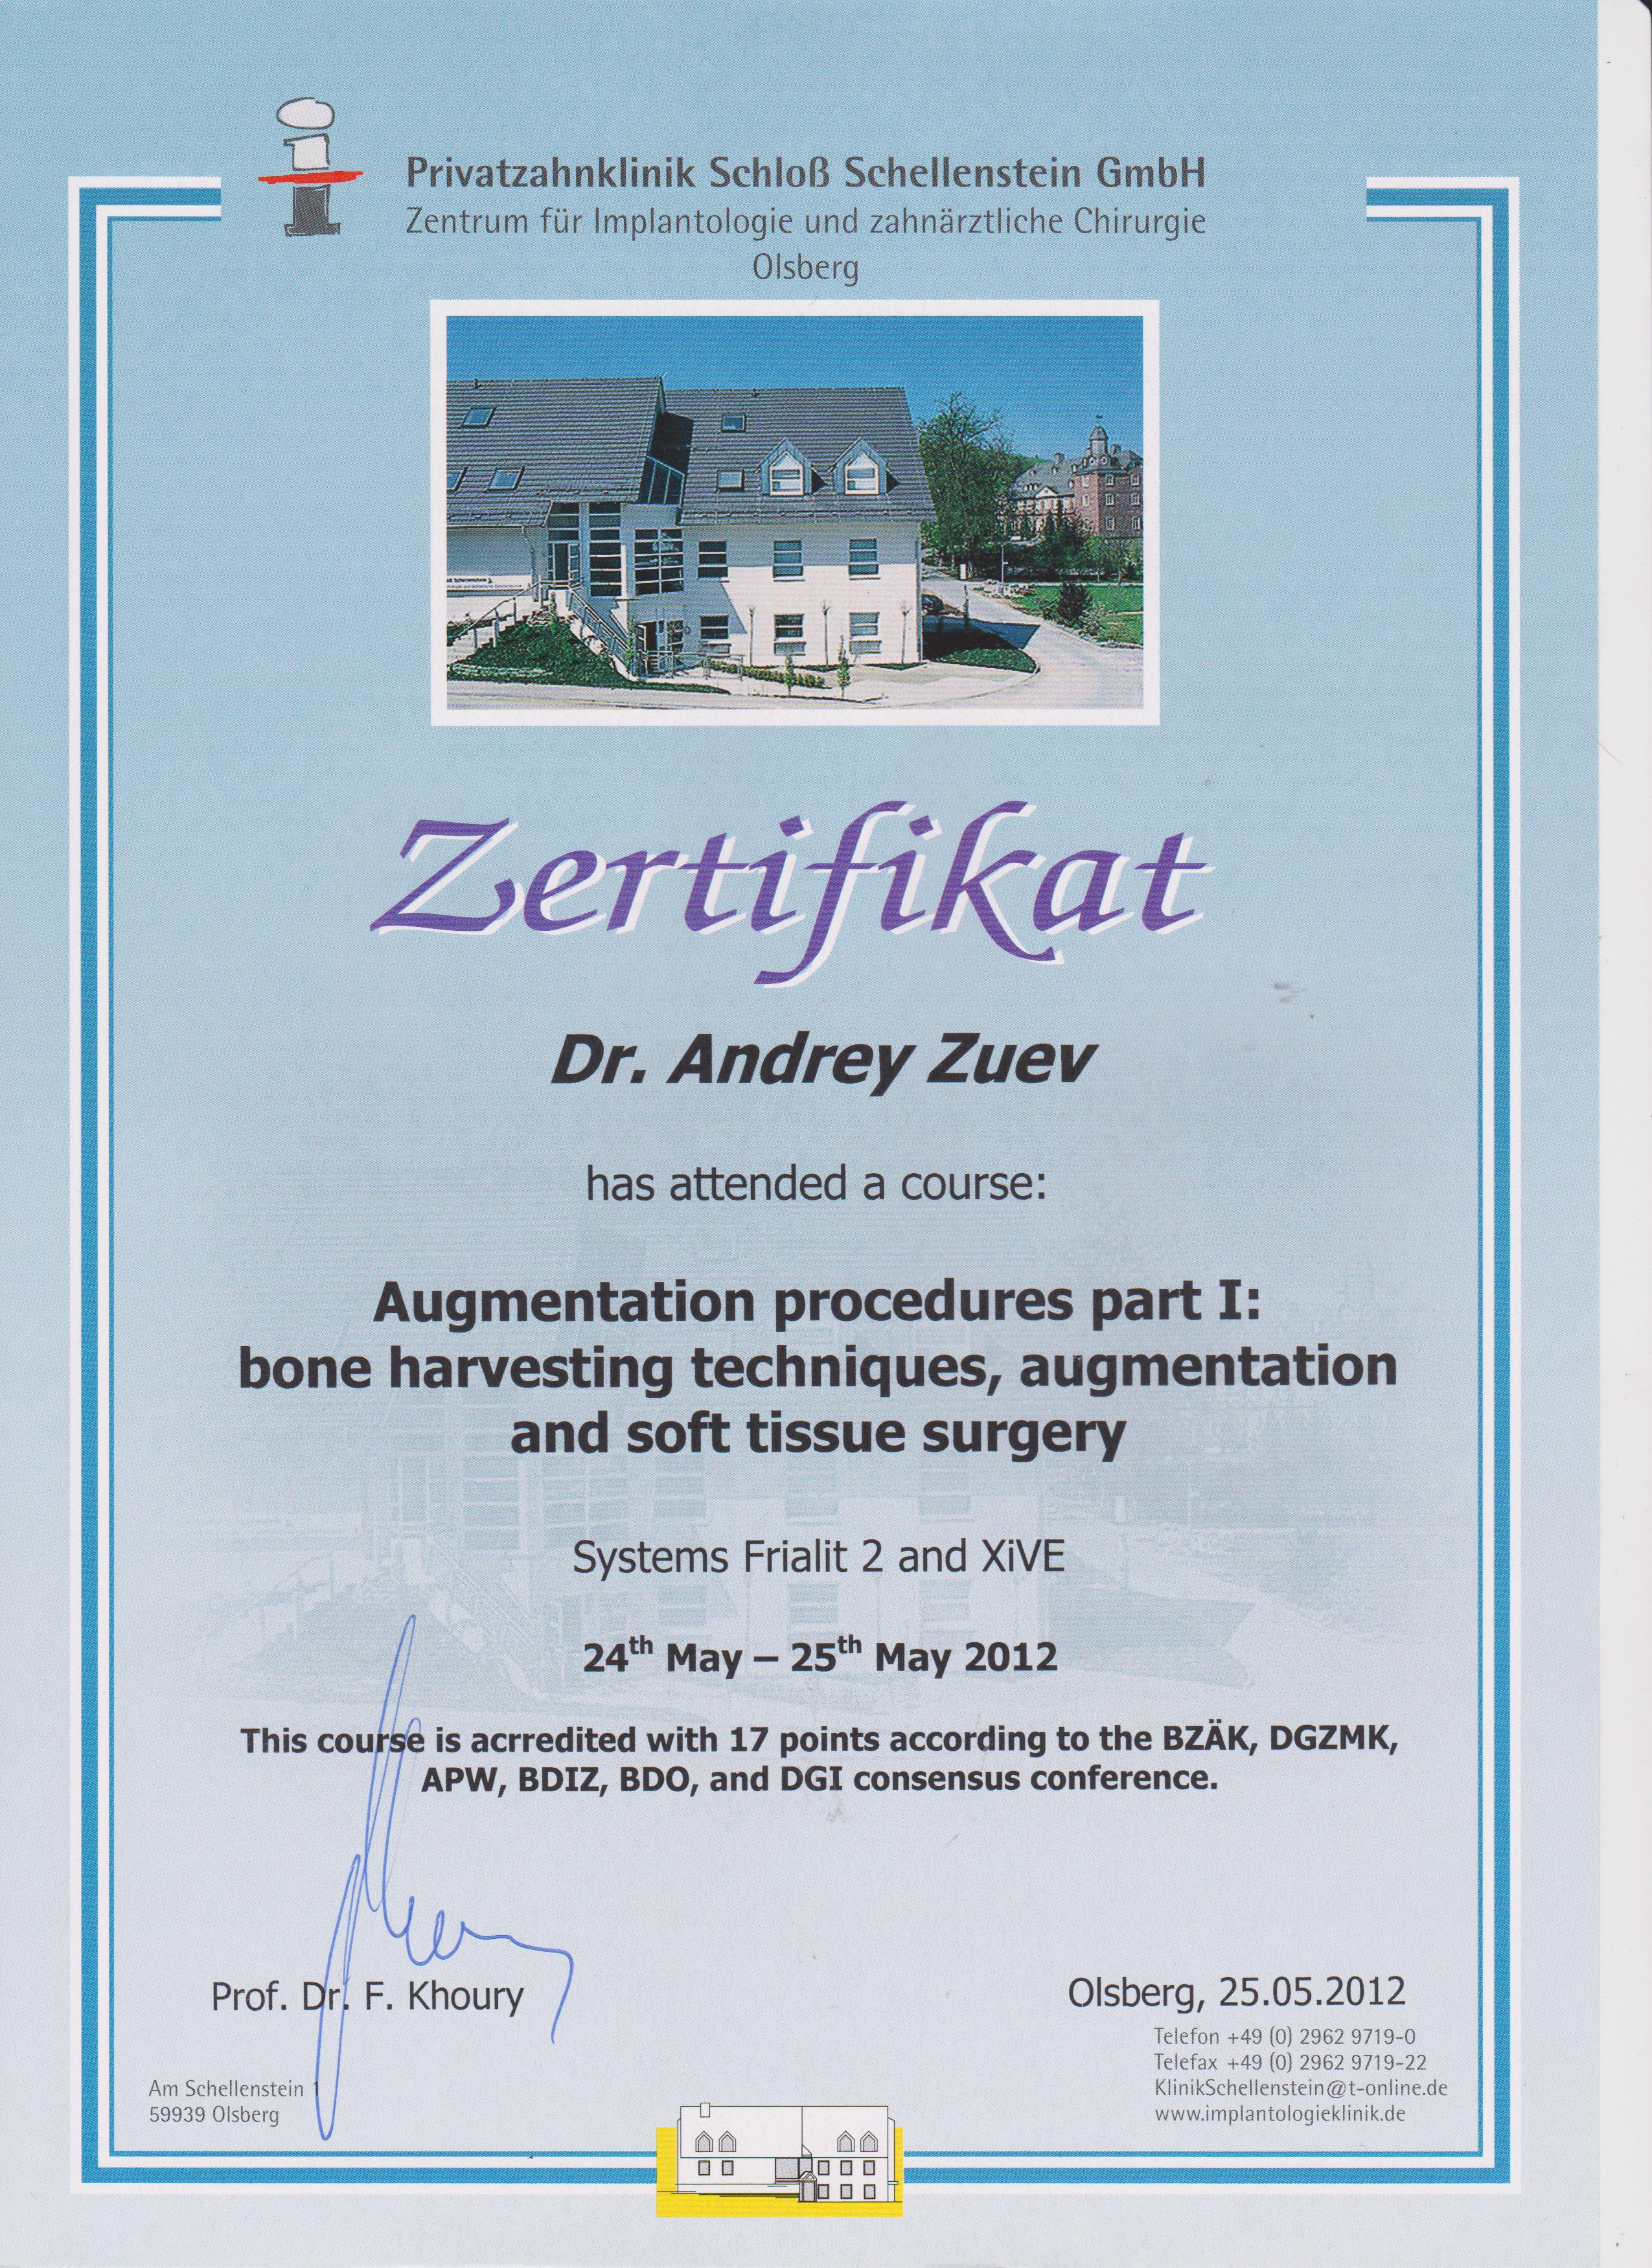 Privatzahnklinik Schloß Schellenstein GmbH
Zentrum für Implantologie und zahnärztliche Chirurgie
Olsberg
Zertifikat
Dr. Andrey Zuev
has attended a course:
Augmentation procedures part I:
bone harvesting techniques, augmentation
and soft tissue surgery
Systems Frialit 2 and XiVE
24th May – 25th May 2012
This course is acrredited with 17 points according to the BZÄK, DGZMK,
APW, BDIZ, BDO, and DGI consensus conference.
Prof. Dr. F. Khoury
Olsberg, 25.05.2012
Telefon +49 (0) 2962 9719-0
Telefax +49 (0) 2962 9719-22
KlinikSchellenstein@t-online.de
www.implantologieklinik.de
Am Schellenstein 1
59939 Olsberg